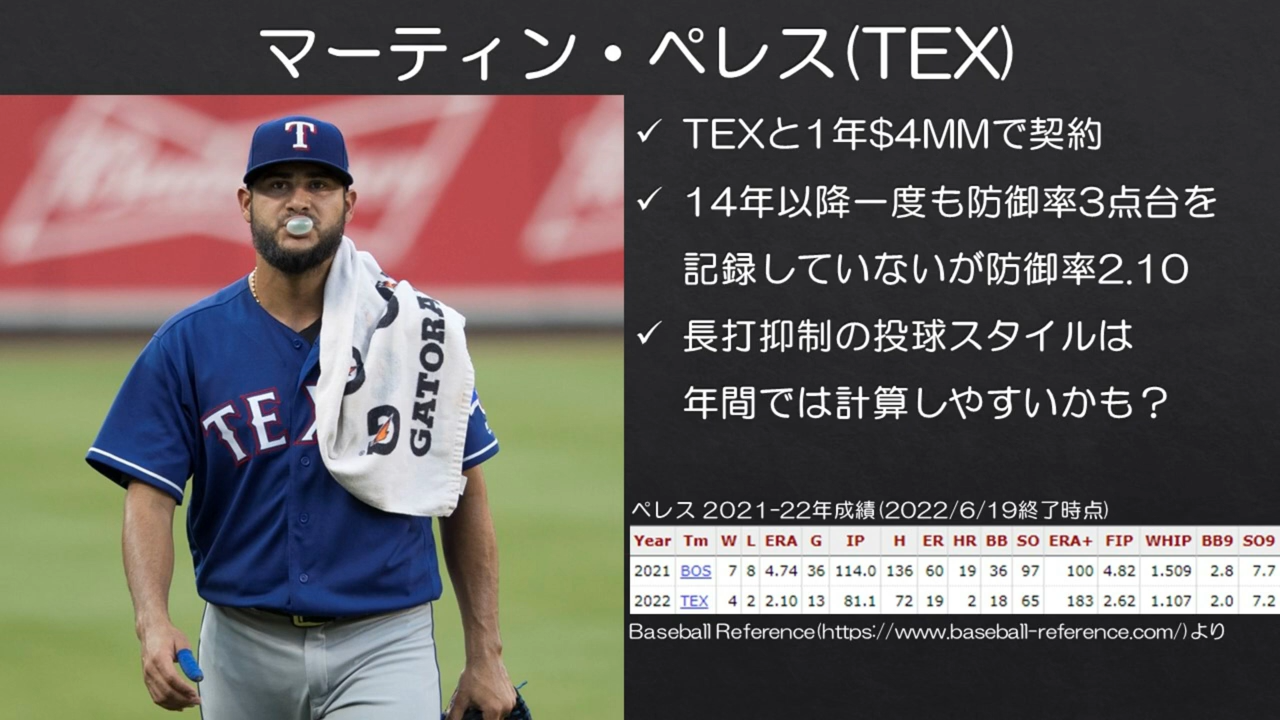 マーティン・ペレス(TEX)
✓ TEXと1年$4MMで契約
✓ 14年以降一度も防御率3点台を
記録していないが防御率2.10
✓ 長打抑制の投球スタイルは
年間では計算しやすいかも？
T
TEX
GATORA
ペレス 2021-22年成績(2022/6/19終了時点)
Year Tm W L ERA G IP H ER HR BB SO ERA+ FIP WHIP BB9 SO9
2021 BOS 7 8 4.74 36 114.0 136 60 19 36 97 100 4.82 1.509 2.8 7.7
2022 TEX 4 2 2.10 13 81.1 72 19 2 18 65 183 2.62 1.107 2.0 7.2
Baseball Reference(https://www.baseball-reference.com/)より